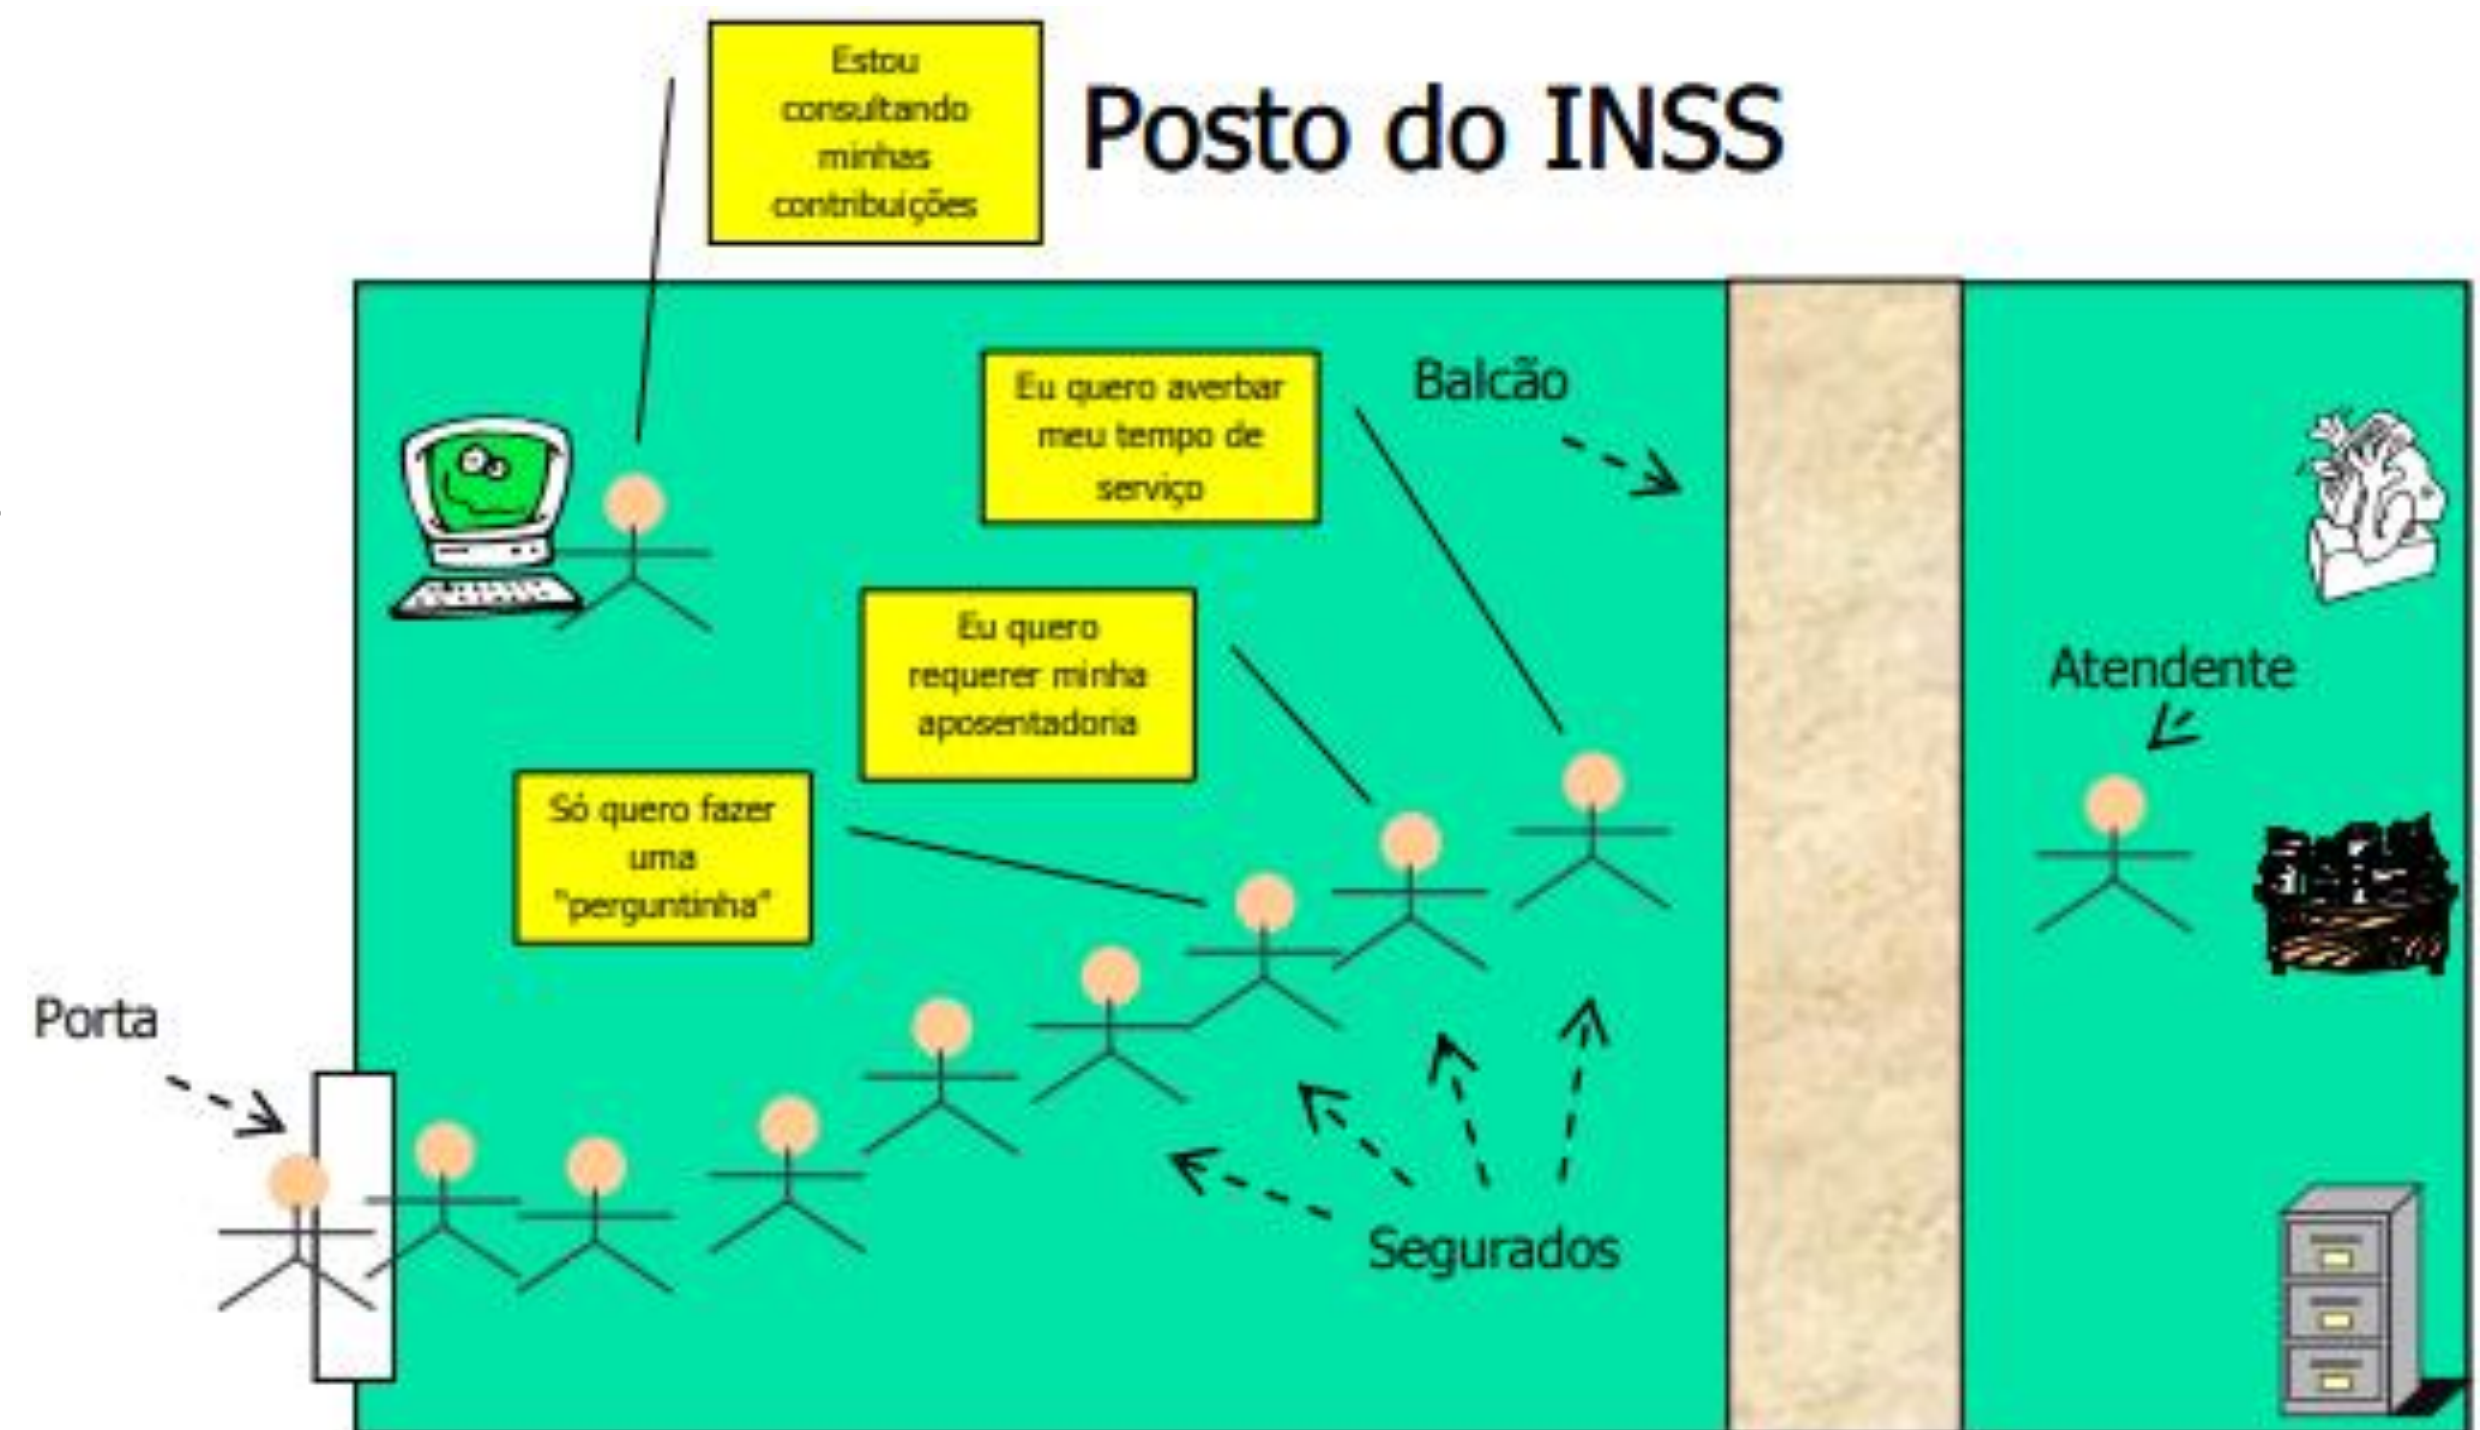 Estou
consultando
minhas
contribuições
Posto do INSS
Eu quero averbar
meu tempo de
serviço
Balcão
Eu quero
requerer minha
aposentadoria
Atendente
Só quero fazer
uma
"perguntinha"
Porta
Segurados